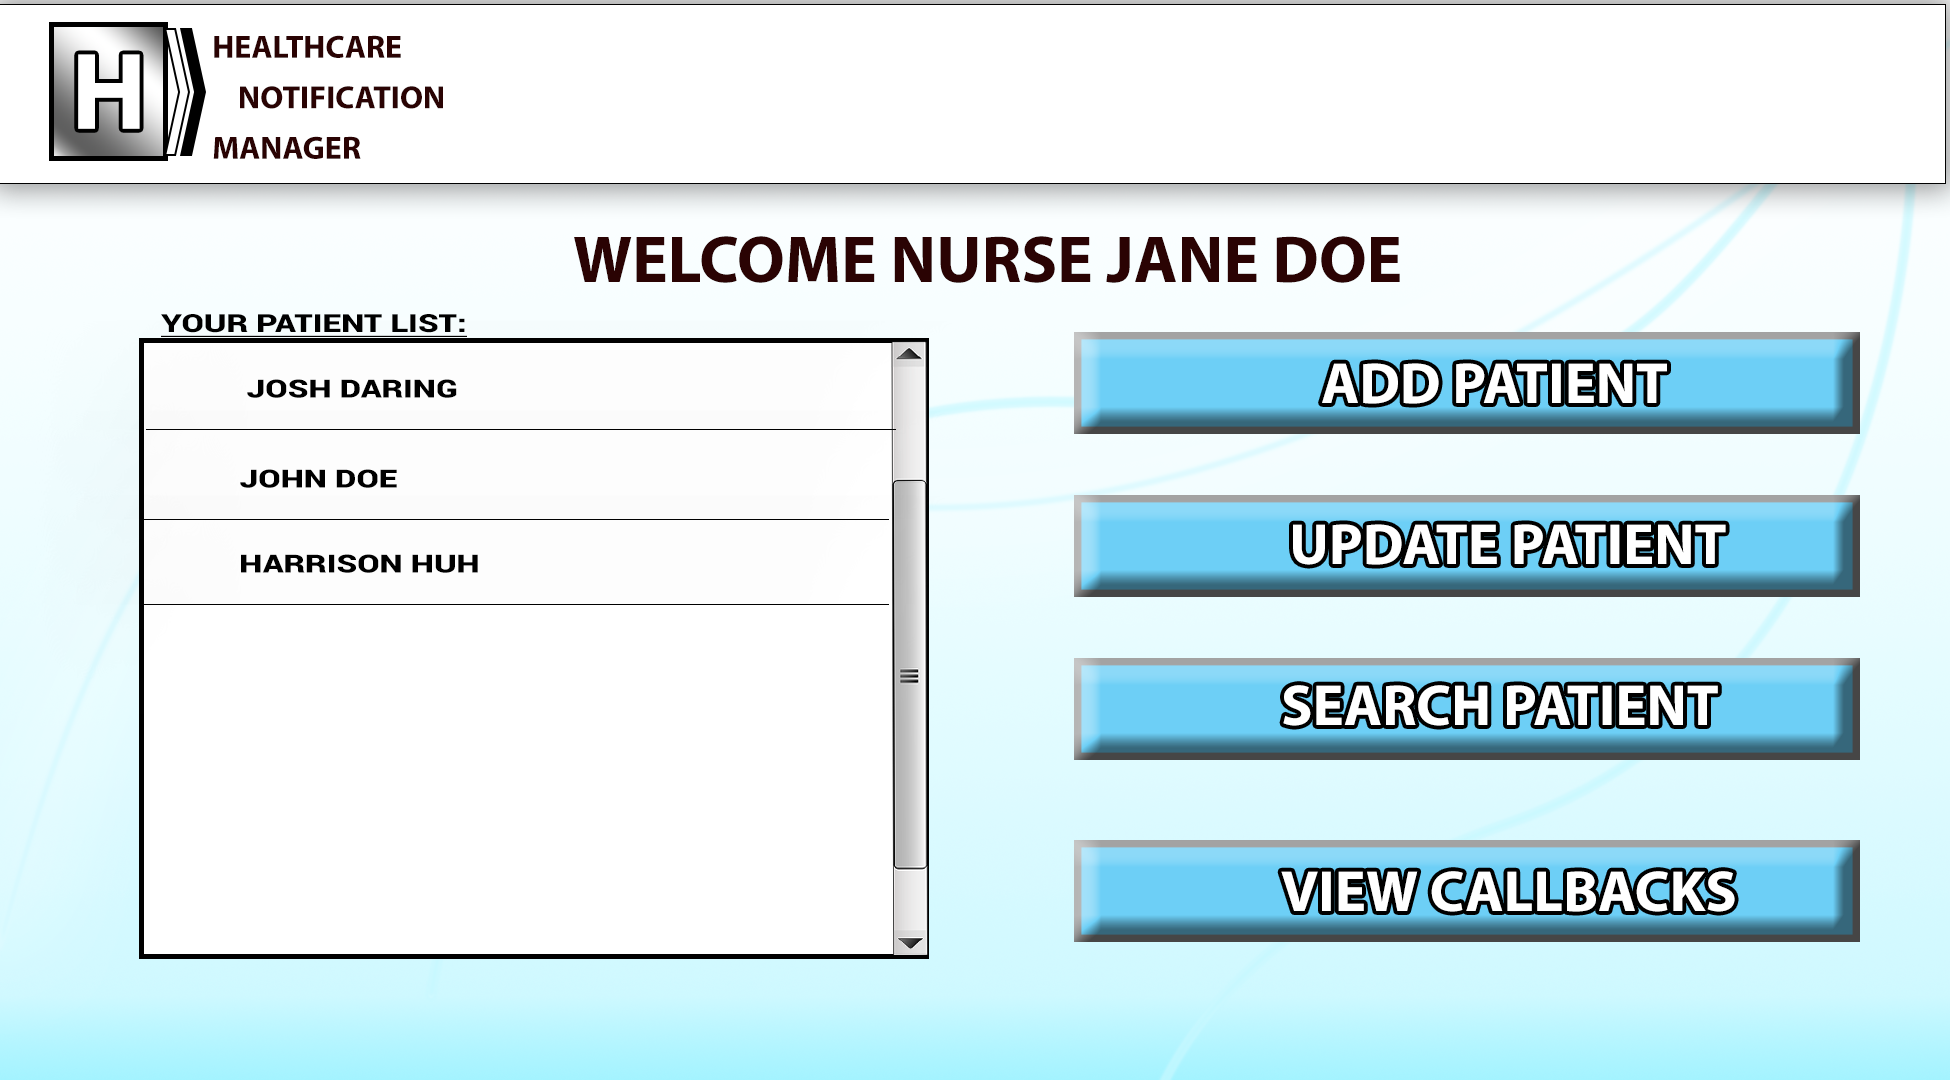 H
HEALTHCARE
NOTIFICATION
MANAGER
WELCOME NURSE JANE DOE
YOUR PATIENT LIST:
JOSH DARING
JOHN DOE
HARRISON HUH
ADD PATIENT
UPDATE PATIENT
SEARCH PATIENT
VIEW CALLBACKS